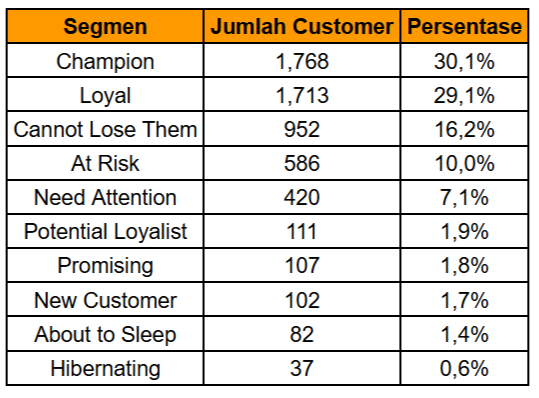 Segmen Jumlah Customer Persentase
Champion 1,768 30,1%
Loyal 1,713 29,1%
Cannot Lose Them 952 16,2%
At Risk 586 10,0%
Need Attention 420 7,1%
Potential Loyalist 111 1,9%
Promising 107 1,8%
New Customer 102 1,7%
About to Sleep 82 1,4%
Hibernating 37 0,6%